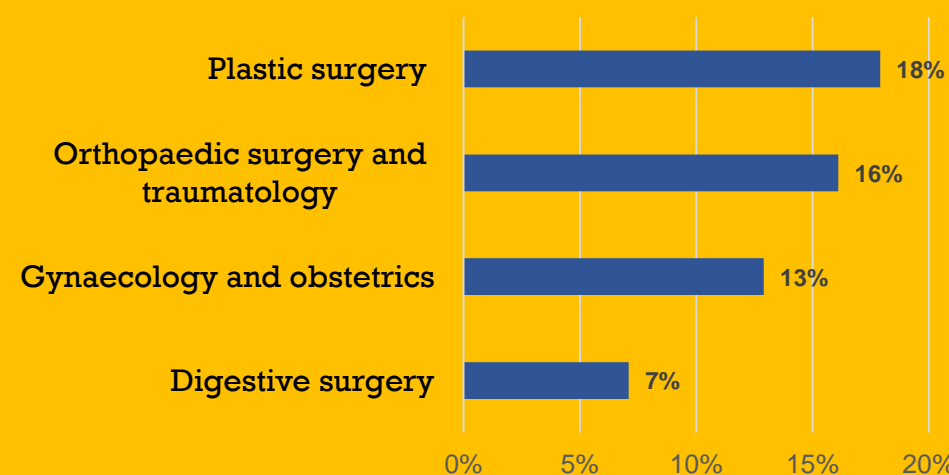 Plastic surgery
18%
Orthopaedic surgery and
traumatology
16%
Gynaecology and obstetrics
13%
Digestive surgery
7%
0% 5% 10% 15% 20%